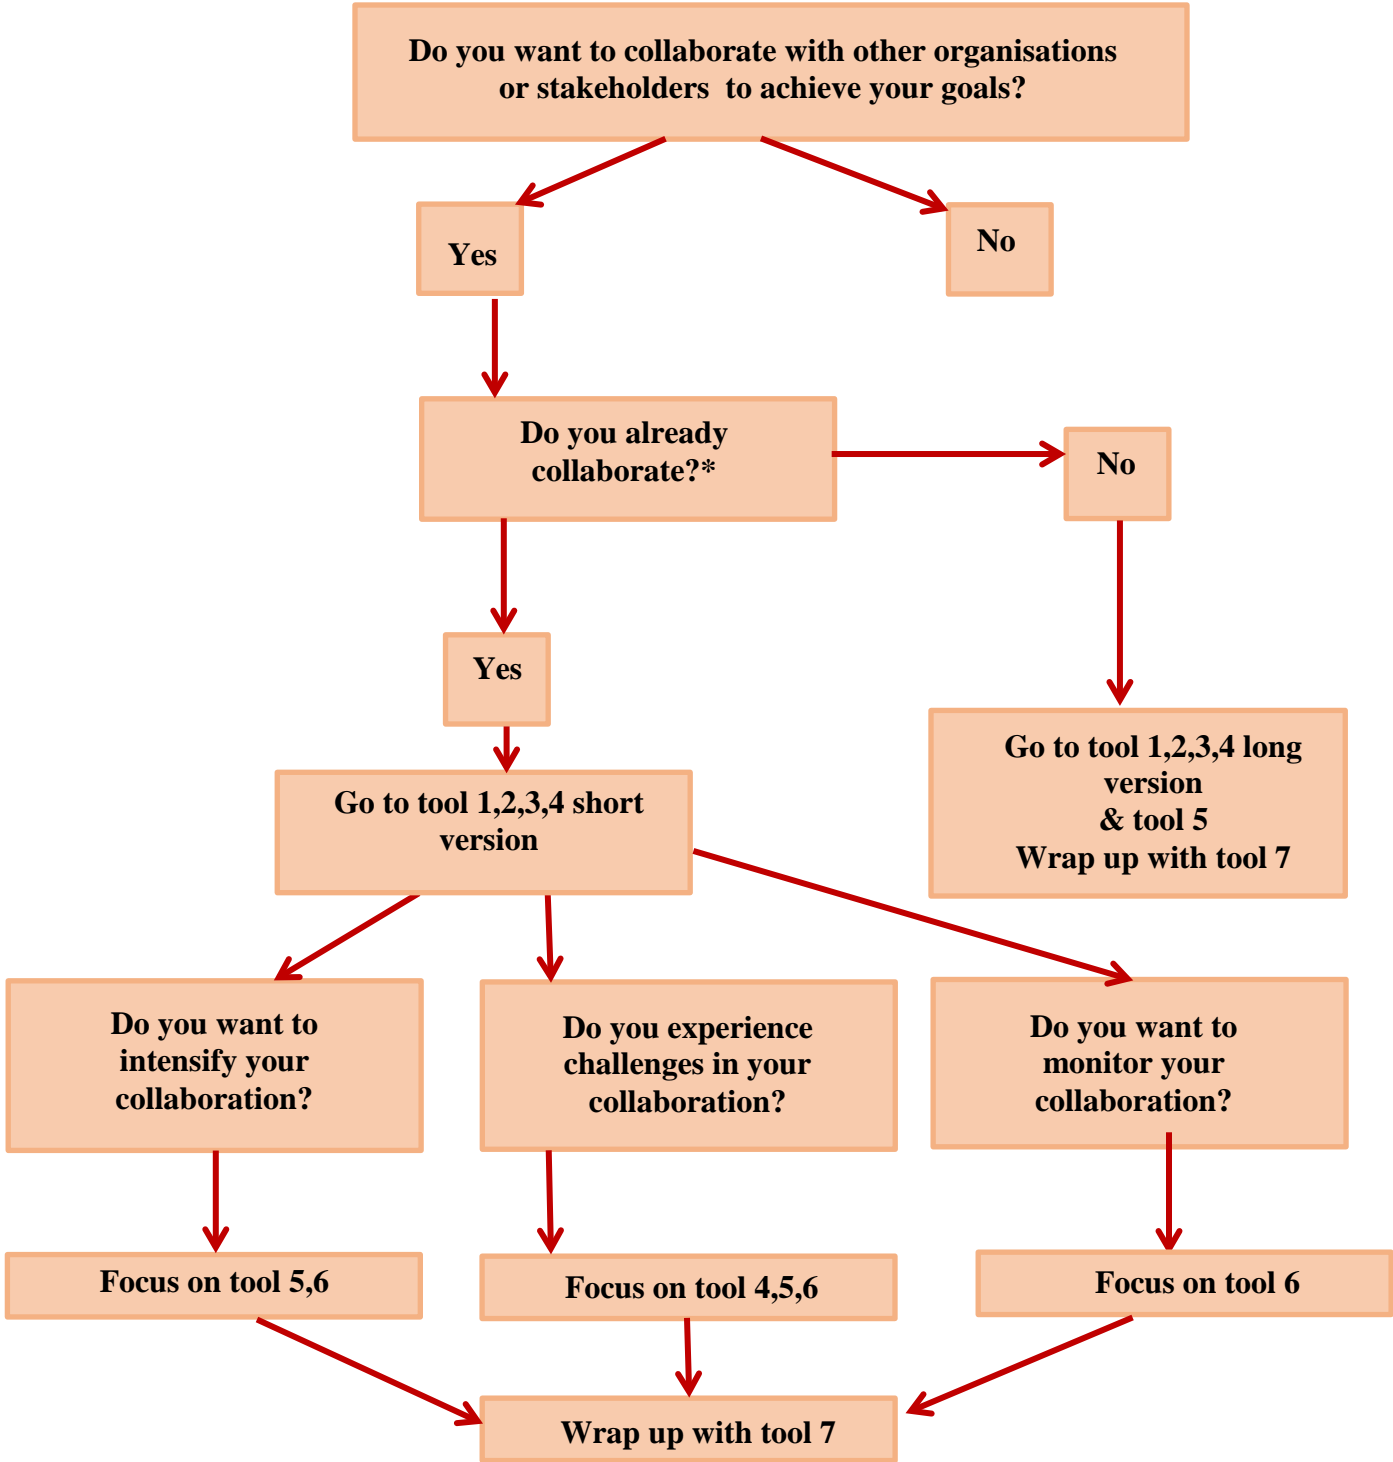 Do you want to collaborate with other organisations
or stakeholders to achieve your goals?
Yes
No
Do you already
collaborate?*
No
Yes
Go to tool 1,2,3,4 short
version
Go to tool 1,2,3,4 long
version
& tool 5
Wrap up with tool 7
Do you want to
intensify your
collaboration?
Do you experience
challenges in your
collaboration?
Do you want to
monitor your
collaboration?
Focus on tool 5,6
Focus on tool 4,5,6
Focus on tool 6
Wrap up with tool 7